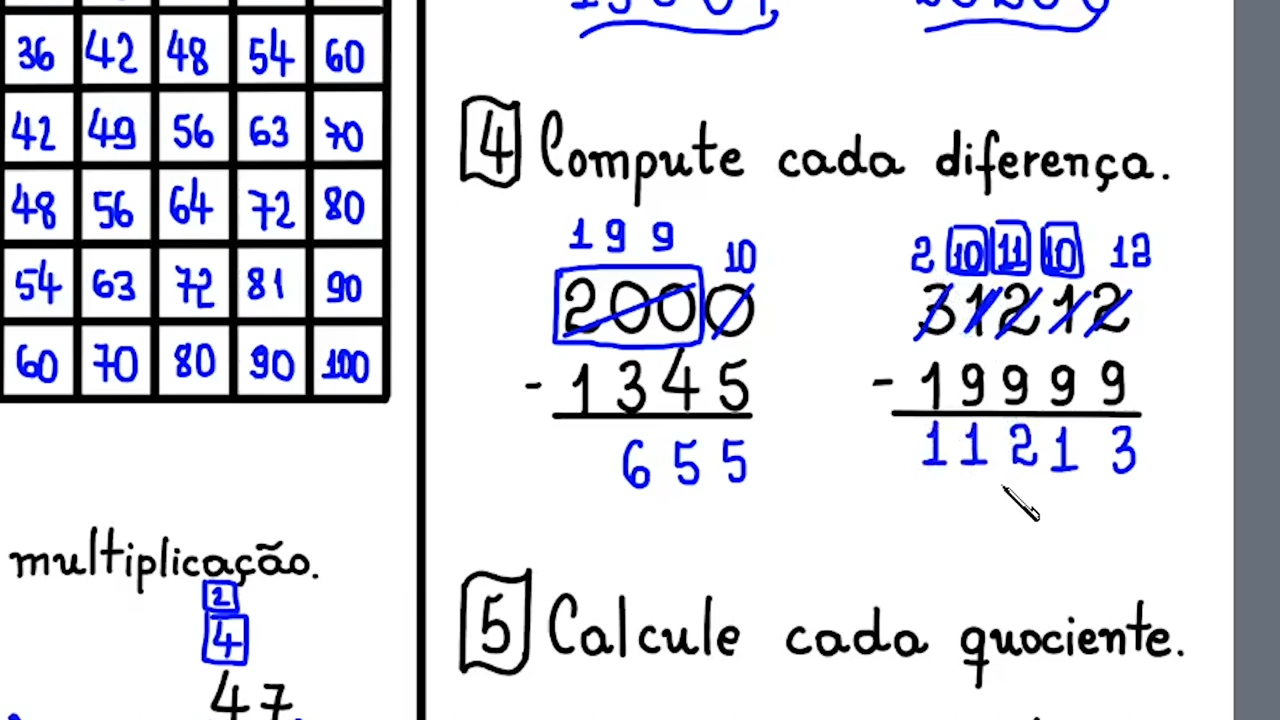 36 42 48 54 60
42 49 56 63 70
48 56 64 72 80
54 63 72 81 90
60 70 80 90 100
multiplicação.
2
4
47
4 Compute cada diferença.
1 9 9 10
2000
- 1345
655
2 10 11 10 12
31212
- 19999
11213
5 Calcule cada quociente.